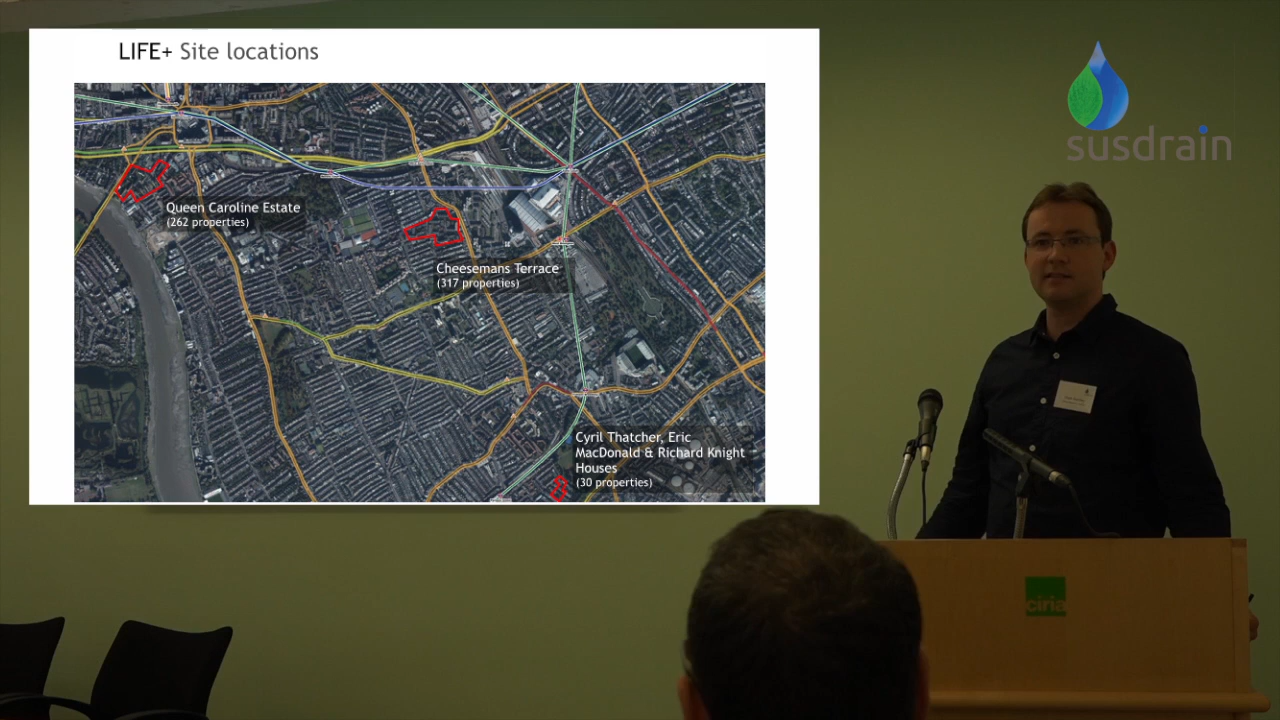 LIFE+ Site locations
Queen Caroline Estate
(262 properties)
Cheesemans Terrace
(317 properties)
Cyril Thatcher, Eric
MacDonald & Richard Knight
Houses
(30 properties)
susdrain
ciria